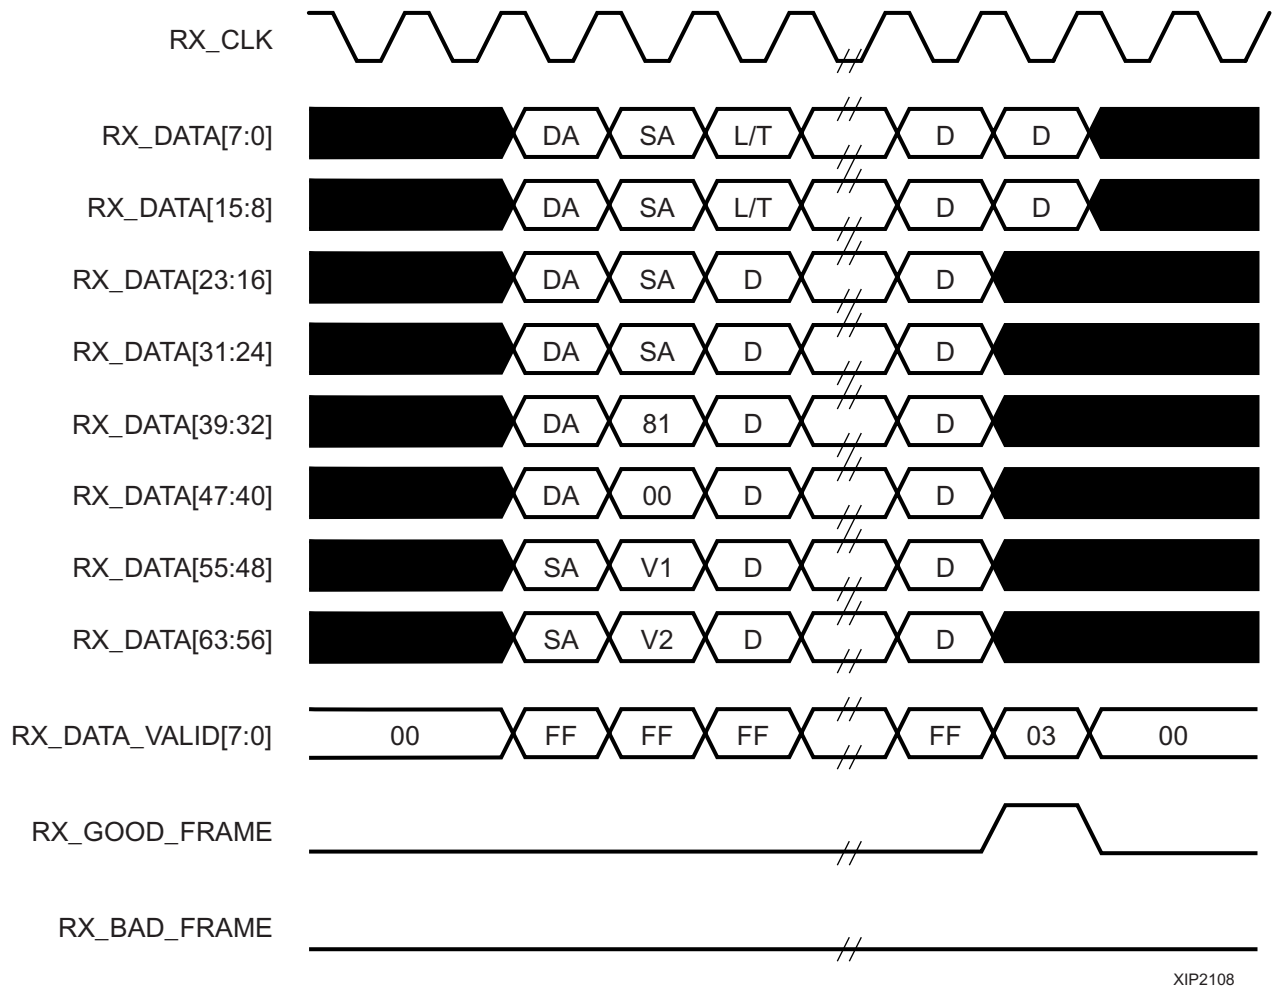 RX_CLK
RX_DATA[7:0] DA SA L/T D D
RX_DATA[15:8] DA SA L/T D D
RX_DATA[23:16] DA SA D D
RX_DATA[31:24] DA SA D D
RX_DATA[39:32] DA 81 D D
RX_DATA[47:40] DA 00 D D
RX_DATA[55:48] SA V1 D D
RX_DATA[63:56] SA V2 D D
RX_DATA_VALID[7:0] 00 FF FF FF FF 03 00
RX_GOOD_FRAME
RX_BAD_FRAME
XIP2108